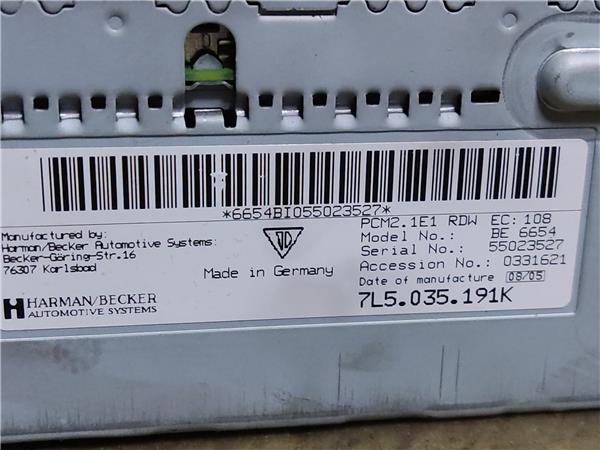 *6654BI055023527*
Manufactured by:
Harman/Becker Automotive Systems:
Becker-Göring-Str.16
76307 Karlsbad
HARMAN/BECKER
AUTOMOTIVE SYSTEMS
Made in Germany
PCM2.1E1 RDW EC: 108
Model No.: BE 6654
Serial No.: 55023527
Accession No.: 0331621
Date of manufacture 08/05
7L5.035.191K